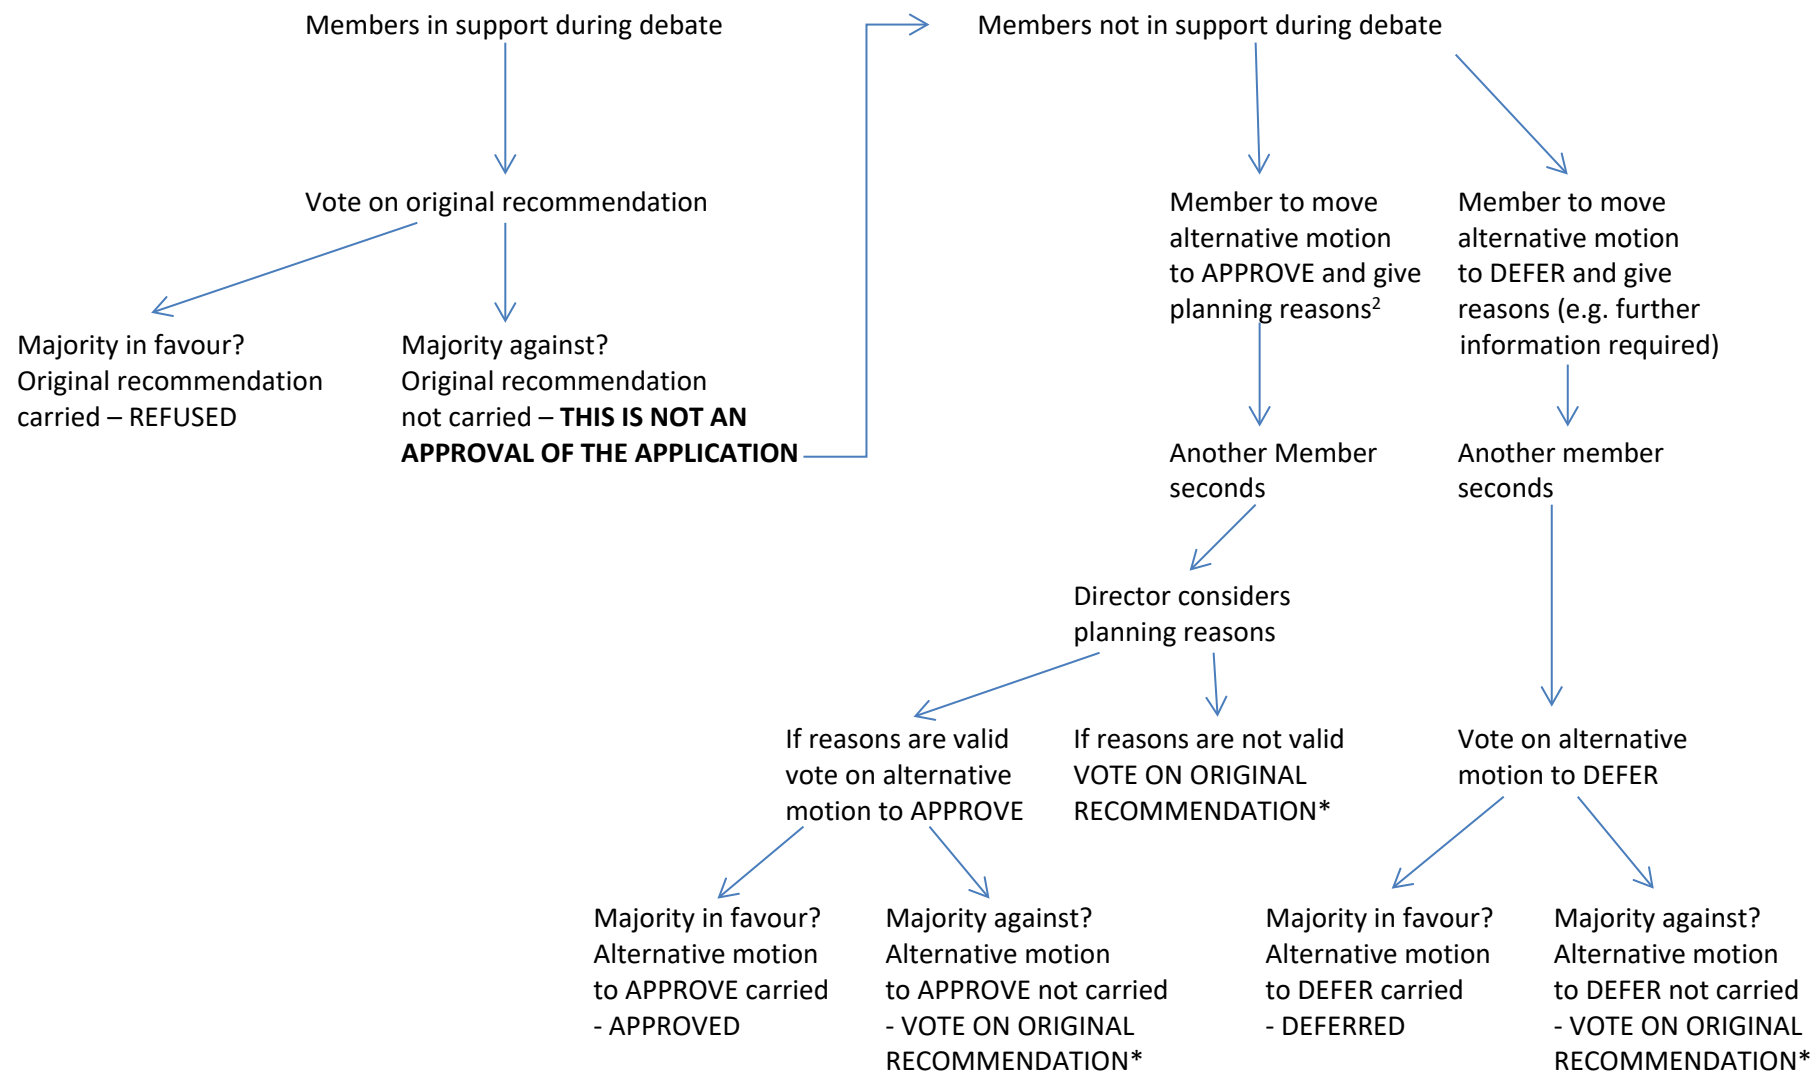 Members in support during debate
Members not in support during debate
Vote on original recommendation
Majority in favour?
Original recommendation
carried – REFUSED
Majority against?
Original recommendation
not carried – THIS IS NOT AN
APPROVAL OF THE APPLICATION
Member to move
alternative motion
to APPROVE and give
planning reasons²
Member to move
alternative motion
to DEFER and give
reasons (e.g. further
information required)
Another Member
seconds
Another member
seconds
Director considers
planning reasons
If reasons are valid
vote on alternative
motion to APPROVE
If reasons are not valid
VOTE ON ORIGINAL
RECOMMENDATION*
Vote on alternative
motion to DEFER
Majority in favour?
Alternative motion
to APPROVE carried
- APPROVED
Majority against?
Alternative motion
to APPROVE not carried
- VOTE ON ORIGINAL
RECOMMENDATION*
Majority in favour?
Alternative motion
to DEFER carried
- DEFERRED
Majority against?
Alternative motion
to DEFER not carried
- VOTE ON ORIGINAL
RECOMMENDATION*